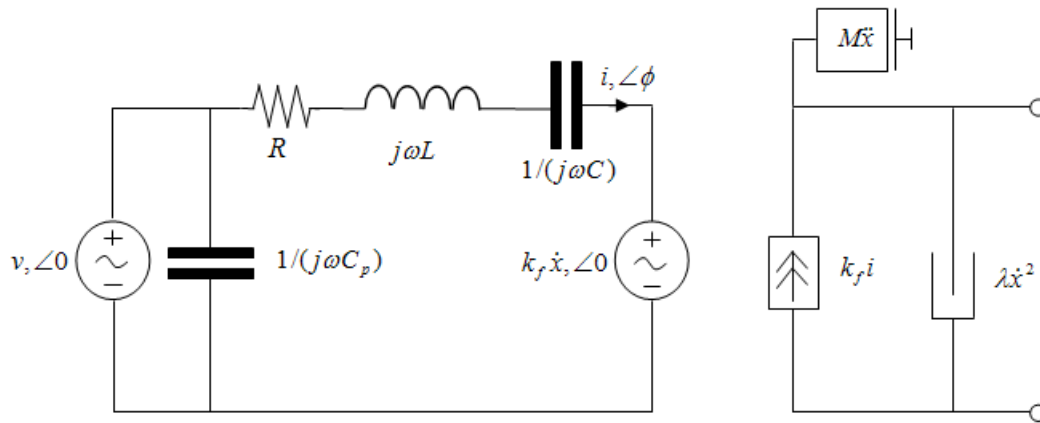 Mẍ
i,∠ϕ
R
jωL
1/(jωC)
+
v,∠0
−
1/(jωC_p)
+
k_f ẋ,∠0
−
k_f i
λẋ²